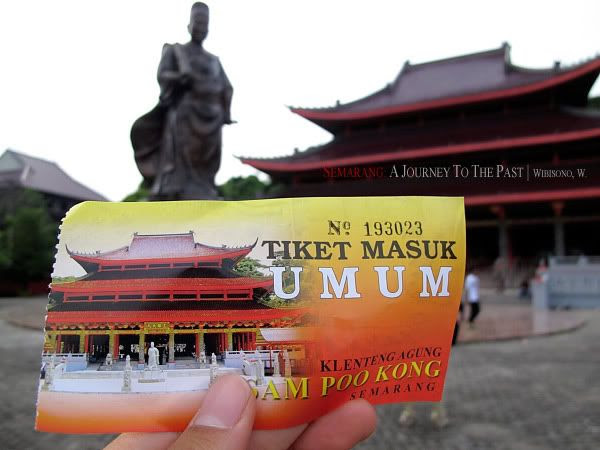 SEMARANG A JOURNEY TO THE PAST | WIBISONO, W.
No 193023
TIKET MASUK
UMUM
KLENTENG AGUNG
SAM POO KONG
SEMARANG